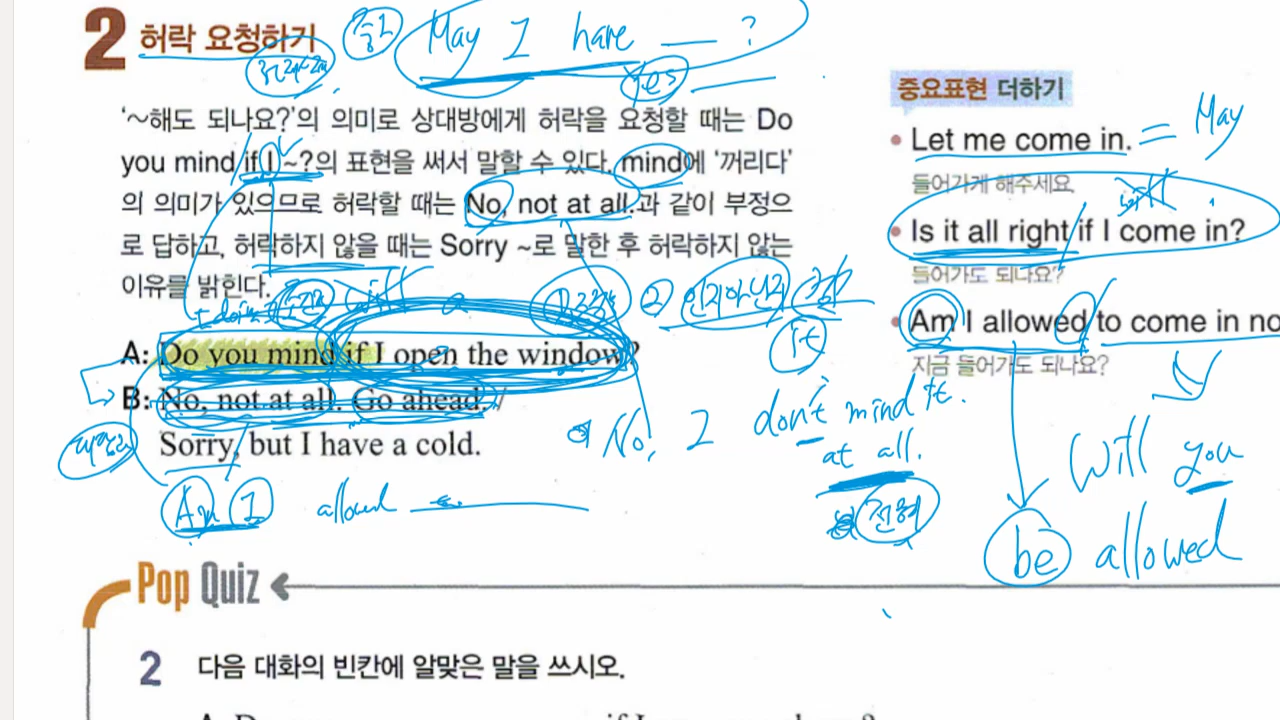 2 허락 요청하기
May I have ___ ?
Yes
'~해도 되나요?'의 의미로 상대방에게 허락을 요청할 때는 Do
you mind if I ~?의 표현을 써서 말할 수 있다. mind에 '꺼리다'
의 의미가 있으므로 허락할 때는 No, not at all.과 같이 부정으
로 답하고, 허락하지 않을 때는 Sorry ~로 말한 후 허락하지 않는
이유를 밝힌다.
② 인지아닌지
it
A: Do you mind if I open the window?
B: No, not at all. Go ahead. /
Sorry, but I have a cold.
No, I don't mind it.
at all.
전혀
Am I allowed
중요표현 더하기
• Let me come in. = May
들어가게 해주세요.
• Is it all right if I come in?
들어가도 되나요?
• Am I allowed to come in no
지금 들어가도 되나요?
Will you
be allowed
Pop Quiz
2 다음 대화의 빈칸에 알맞은 말을 쓰시오.